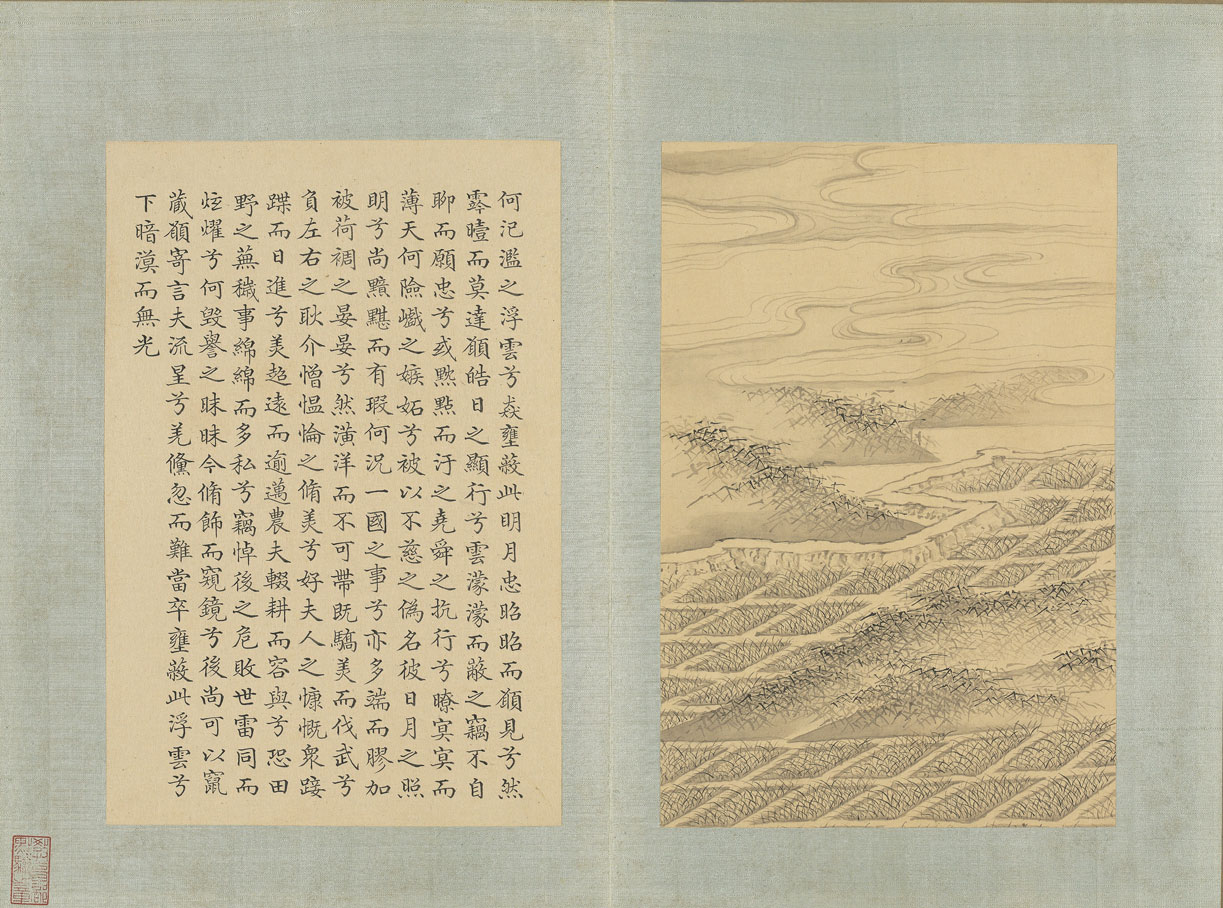 何氾濫之浮雲兮猋壅蔽此明月忠昭昭而願見兮然
霠曀而莫達願皓日之顯行兮雲濛濛而蔽之竊不自
聊而願忠兮或黕點而汙之堯舜之抗行兮瞭冥冥而
薄天何險巇之嫉妬兮被以不慈之偽名彼日月之照
明兮尚黯黮而有瑕何況一國之事兮亦多端而膠加
被荷裯之晏晏兮然潢洋而不可帶既驕美而伐武兮
負左右之耿介憎慍惀之脩美兮好夫人之慷慨衆踥
蹀而日進兮美超遠而逾邁農夫輟耕而容與兮恐田
野之蕪穢事綿綿而多私兮竊悼後之危敗世雷同而
炫燿兮何毀譽之昧昧今脩飾而窺鏡兮後尚可以竄
藏願寄言夫流星兮羌儵忽而難當卒壅蔽此浮雲兮
下暗漠而無光